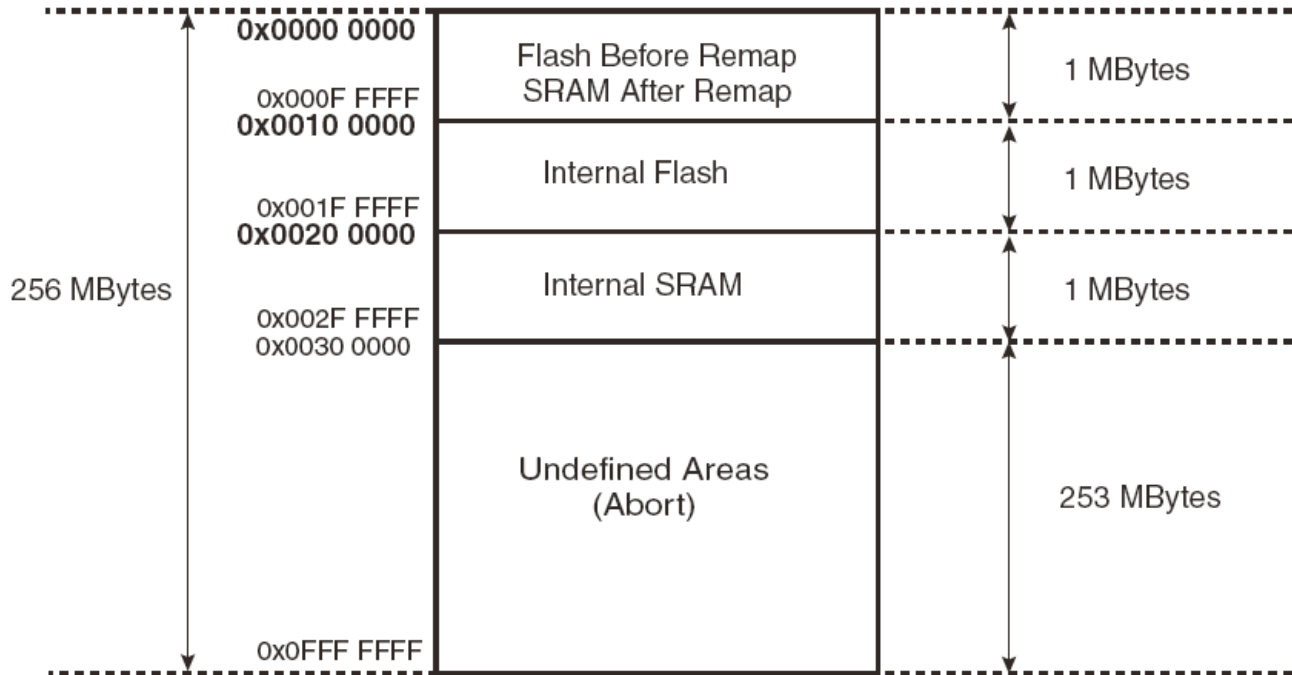 0x0000 0000
Flash Before Remap
SRAM After Remap
1 MBytes
0x000F FFFF
0x0010 0000
Internal Flash
1 MBytes
0x001F FFFF
0x0020 0000
256 MBytes
Internal SRAM
1 MBytes
0x002F FFFF
0x0030 0000
Undefined Areas
(Abort)
253 MBytes
0x0FFF FFFF